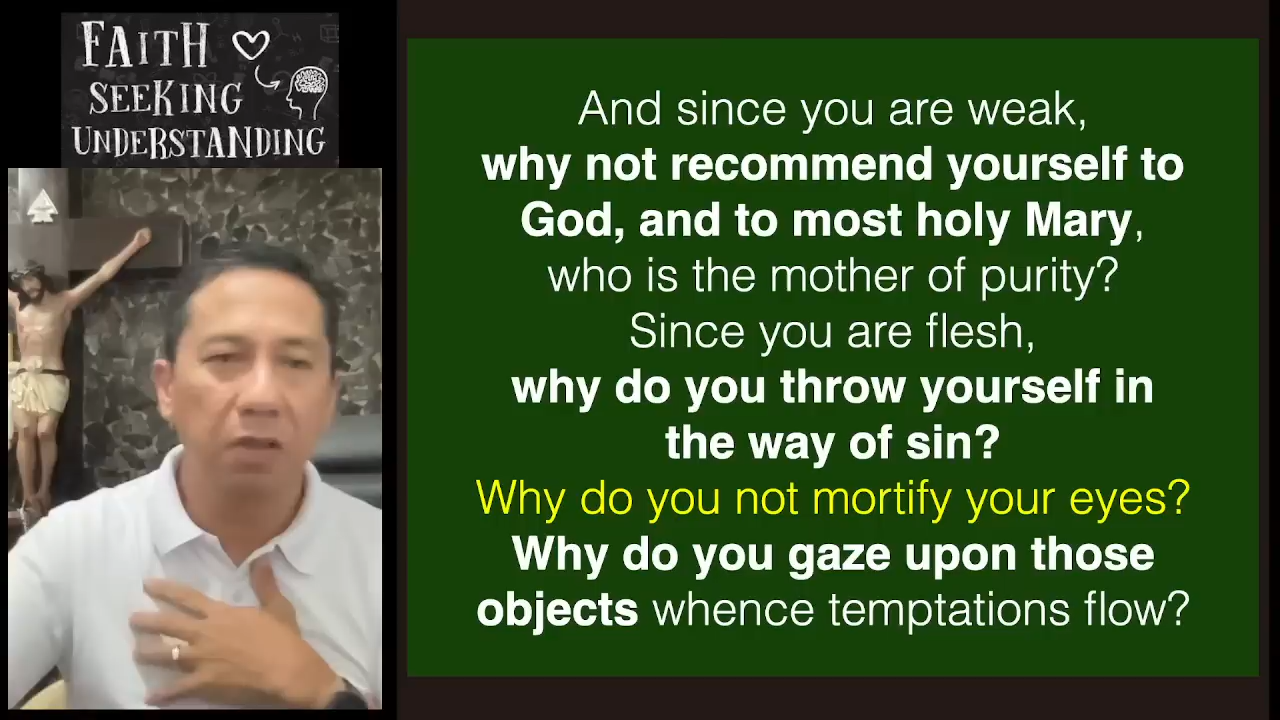 FAITH
SEEKING
UNDERSTANDING
And since you are weak,
why not recommend yourself to
God, and to most holy Mary,
who is the mother of purity?
Since you are flesh,
why do you throw yourself in
the way of sin?
Why do you not mortify your eyes?
Why do you gaze upon those
objects whence temptations flow?